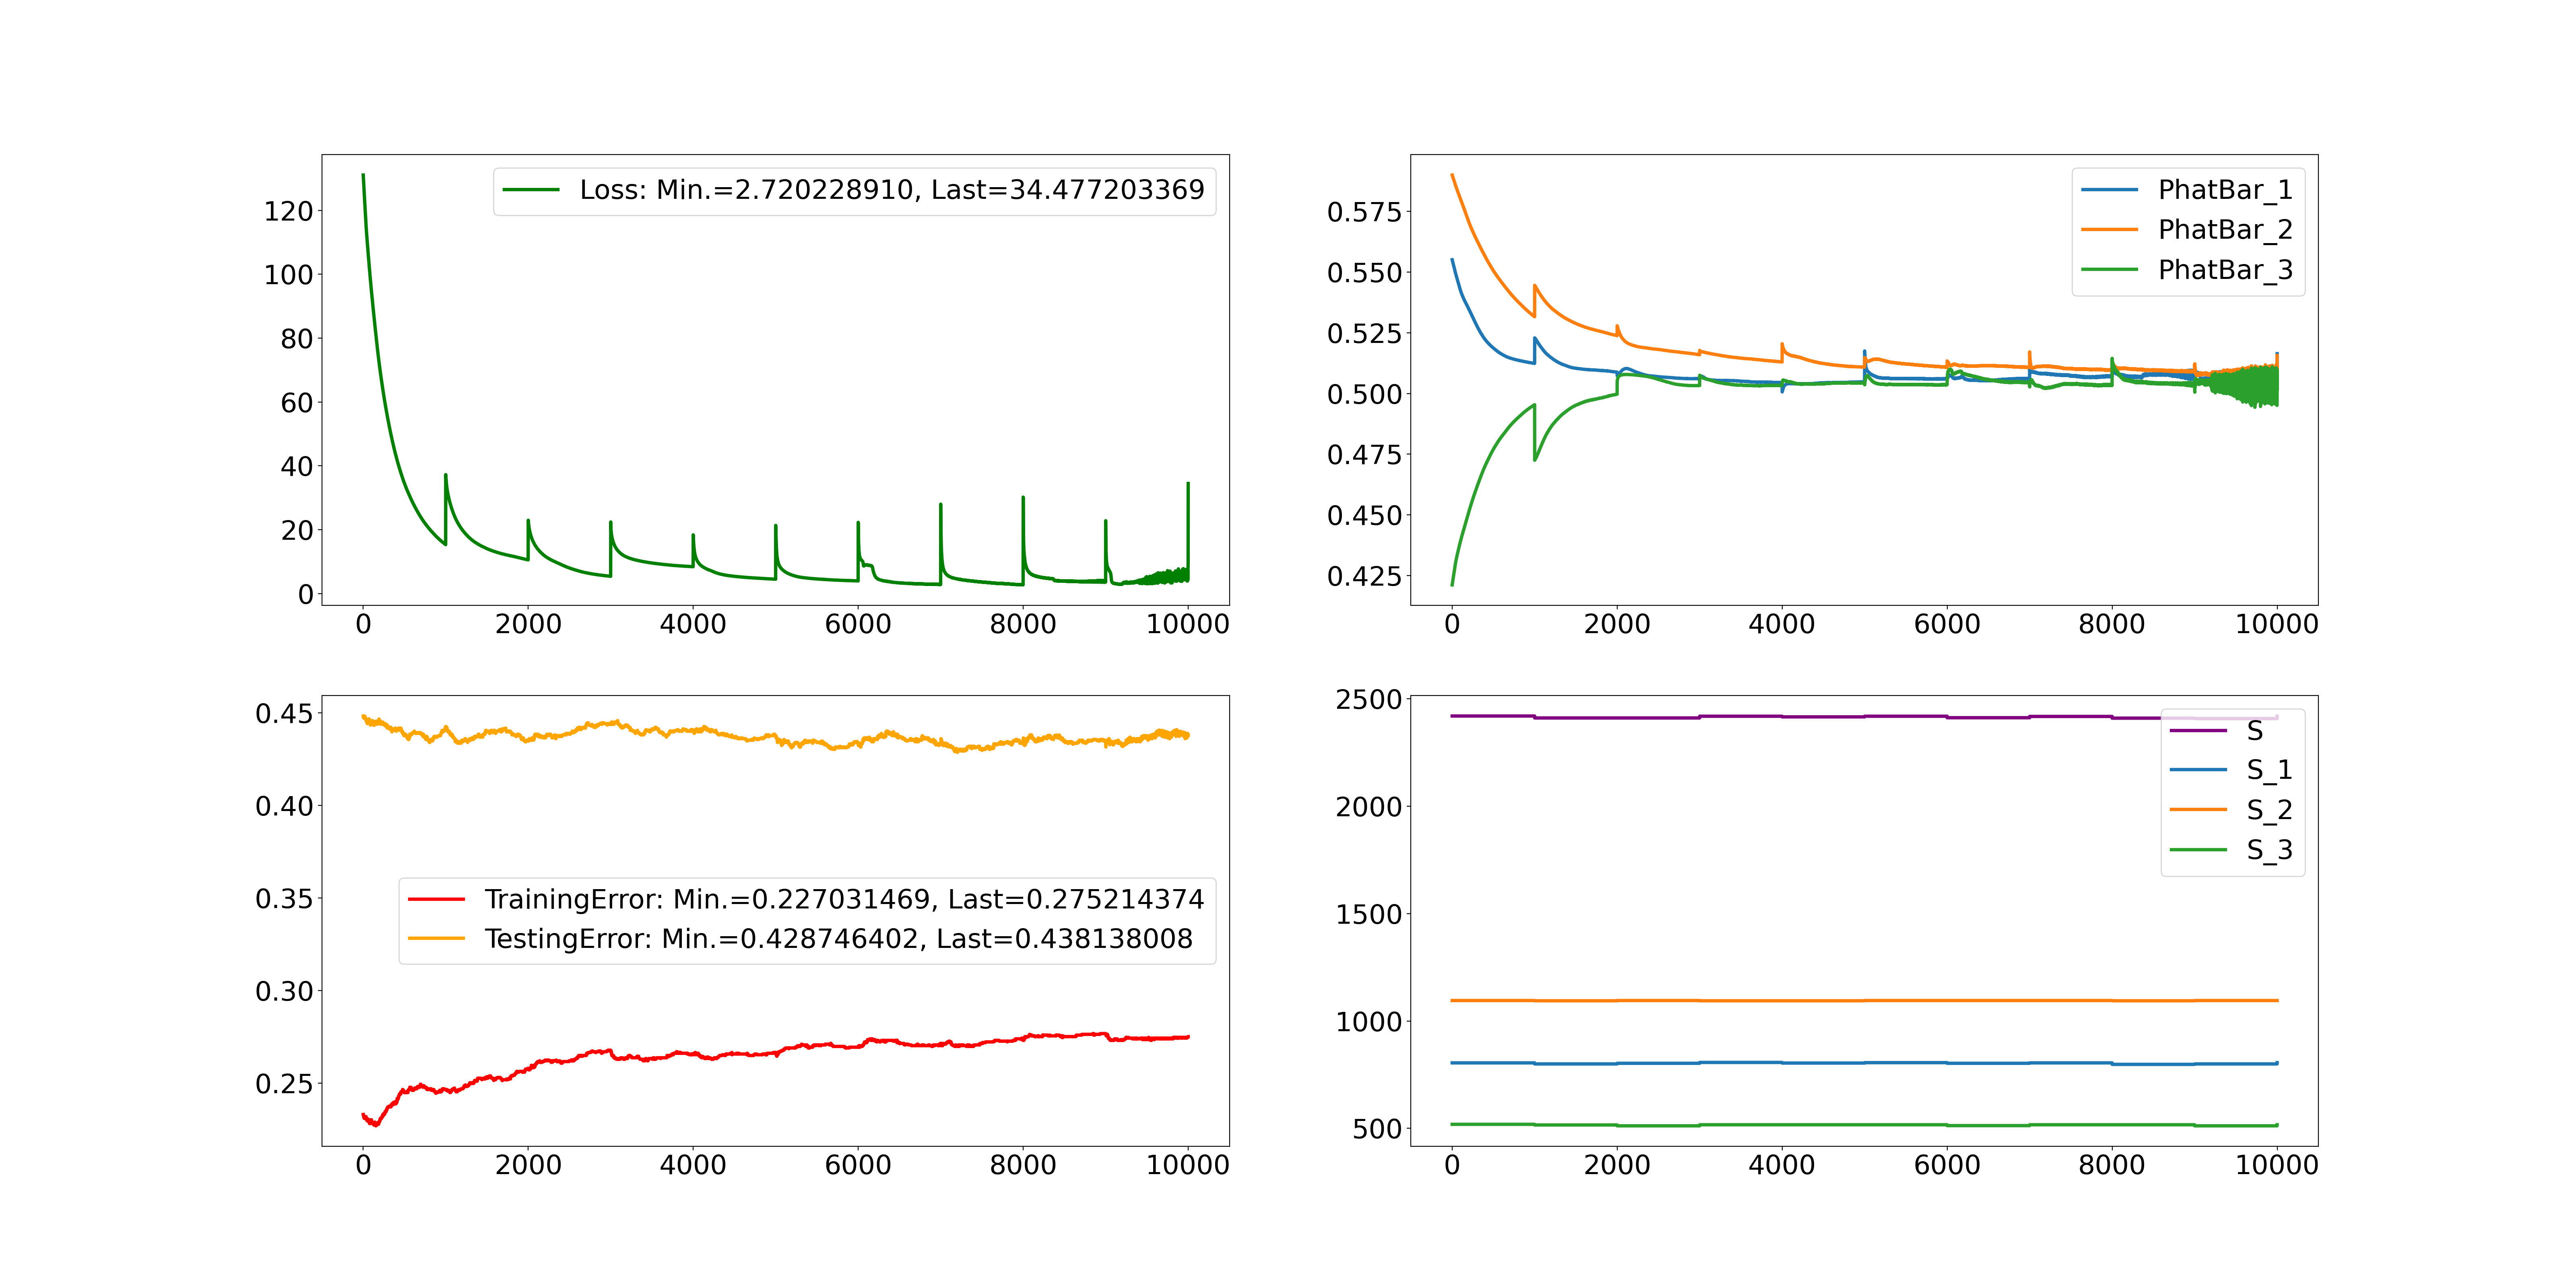 Loss: Min.=2.720228910, Last=34.477203369
120
100
80
60
40
20
0
0 2000 4000 6000 8000 10000
PhatBar_1
PhatBar_2
PhatBar_3
0.575
0.550
0.525
0.500
0.475
0.450
0.425
0 2000 4000 6000 8000 10000
0.45
0.40
0.35
0.30
0.25
TrainingError: Min.=0.227031469, Last=0.275214374
TestingError: Min.=0.428746402, Last=0.438138008
0 2000 4000 6000 8000 10000
2500
2000
1500
1000
500
S
S_1
S_2
S_3
0 2000 4000 6000 8000 10000